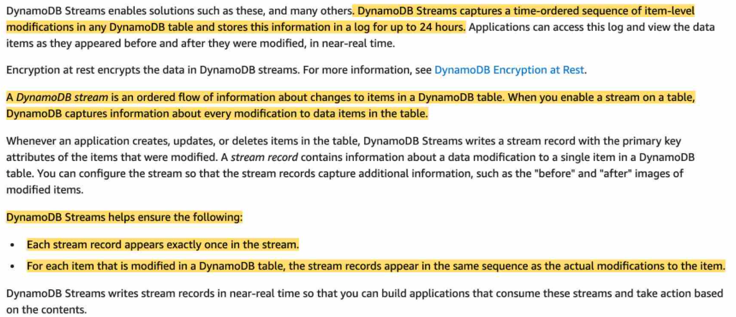 DynamoDB Streams enables solutions such as these, and many others. DynamoDB Streams captures a time-ordered sequence of item-level
modifications in any DynamoDB table and stores this information in a log for up to 24 hours. Applications can access this log and view the data
items as they appeared before and after they were modified, in near-real time.
Encryption at rest encrypts the data in DynamoDB streams. For more information, see DynamoDB Encryption at Rest.
A DynamoDB stream is an ordered flow of information about changes to items in a DynamoDB table. When you enable a stream on a table,
DynamoDB captures information about every modification to data items in the table.
Whenever an application creates, updates, or deletes items in the table, DynamoDB Streams writes a stream record with the primary key
attributes of the items that were modified. A stream record contains information about a data modification to a single item in a DynamoDB
table. You can configure the stream so that the stream records capture additional information, such as the "before" and "after" images of
modified items.
DynamoDB Streams helps ensure the following:
• Each stream record appears exactly once in the stream.
• For each item that is modified in a DynamoDB table, the stream records appear in the same sequence as the actual modifications to the item.
DynamoDB Streams writes stream records in near-real time so that you can build applications that consume these streams and take action based
on the contents.